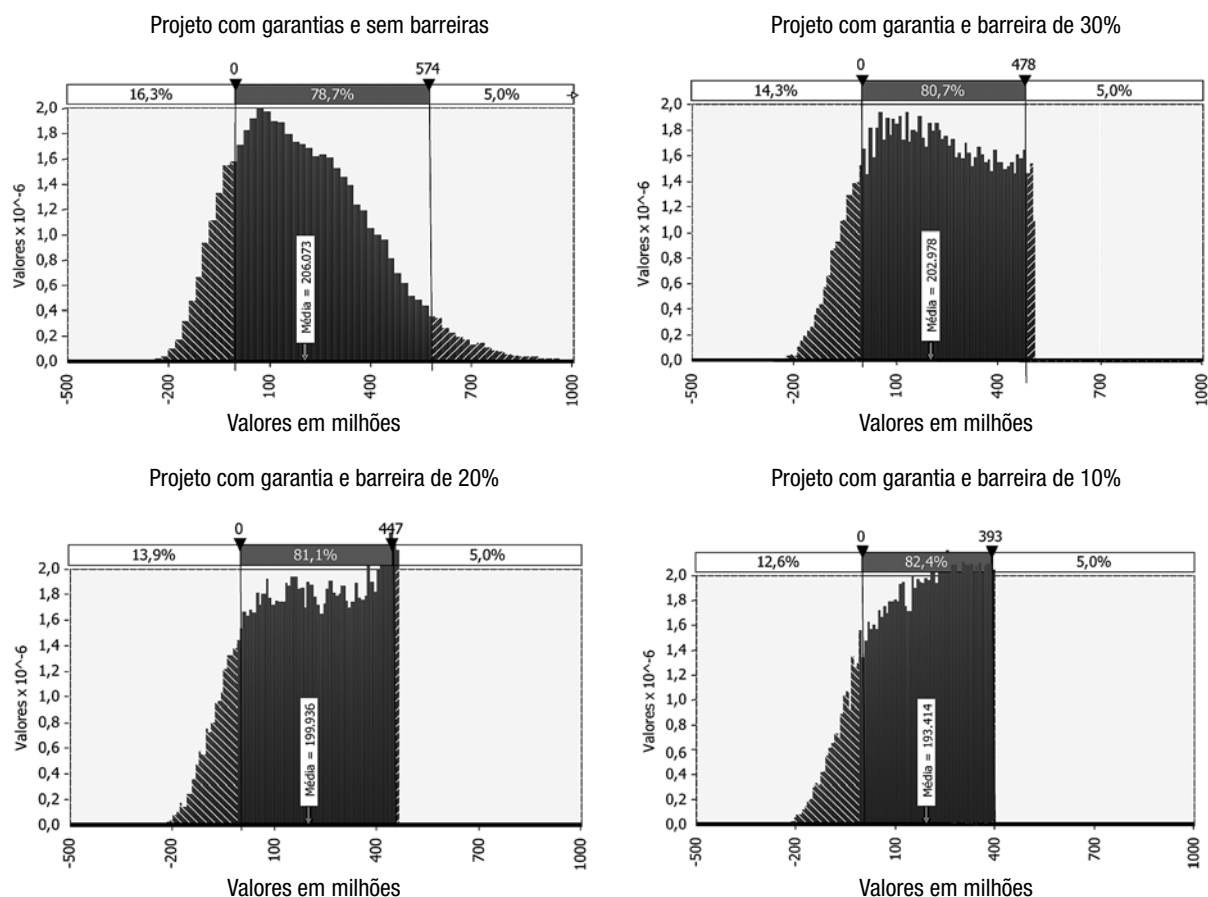 Projeto com garantias e sem barreiras
0 574
16,3% 78,7% 5,0%
2,0
1,8
1,6
1,4
1,2
1,0
0,8
0,6
0,4
0,2
0,0
Valores x 10^-6
Média = 206.073
-500 -200 100 400 700 1000
Valores em milhões
Projeto com garantia e barreira de 30%
0 478
14,3% 80,7% 5,0%
2,0
1,8
1,6
1,4
1,2
1,0
0,8
0,6
0,4
0,2
0,0
Valores x 10^-6
Média = 202.978
-500 -200 100 400 700 1000
Valores em milhões
Projeto com garantia e barreira de 20%
0 447
13,9% 81,1% 5,0%
2,0
1,8
1,6
1,4
1,2
1,0
0,8
0,6
0,4
0,2
0,0
Valores x 10^-6
Média = 199.936
-500 -200 100 400 700 1000
Valores em milhões
Projeto com garantia e barreira de 10%
0 393
12,6% 82,4% 5,0%
2,0
1,8
1,6
1,4
1,2
1,0
0,8
0,6
0,4
0,2
0,0
Valores x 10^-6
Média = 193.414
-500 -200 100 400 700 1000
Valores em milhões